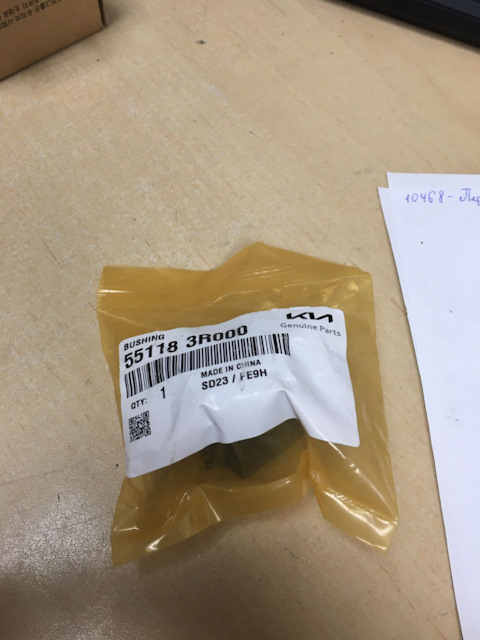 BUSHING
55118 3R000
KIA
Genuine Parts
MADE IN CHINA
SD23 / FE9H
QTY: 1
10468-